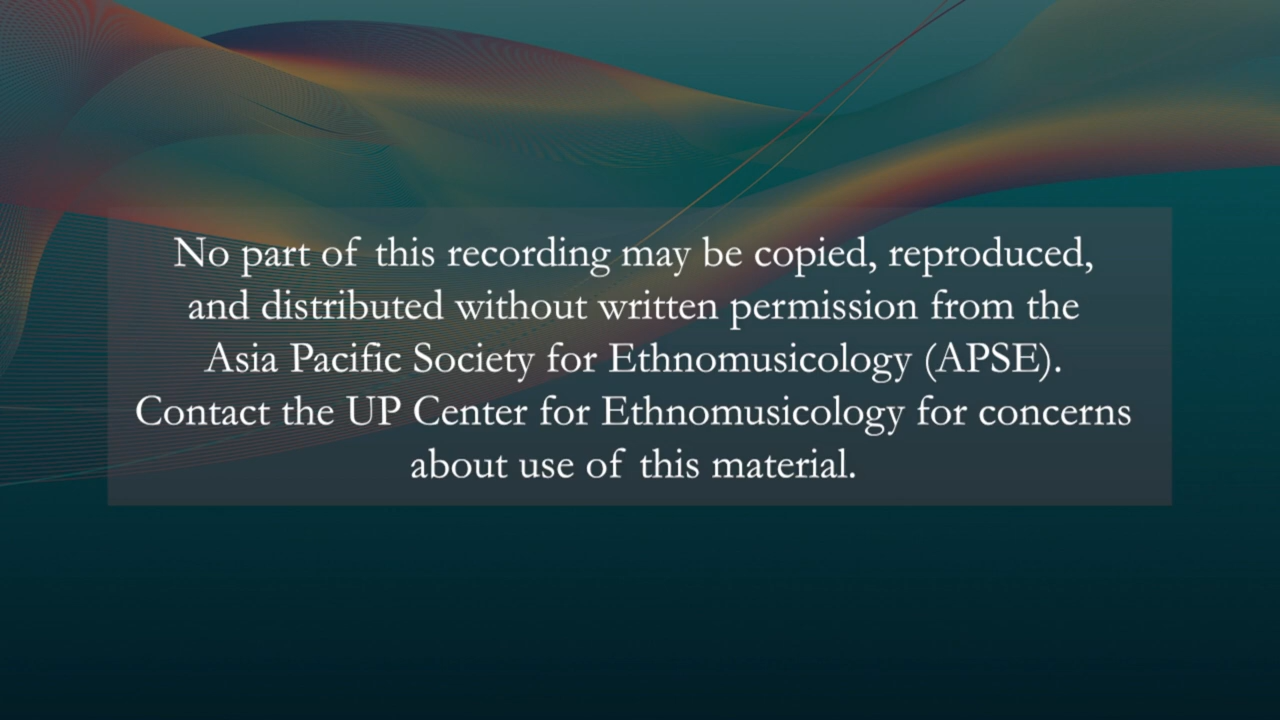 No part of this recording may be copied, reproduced,
and distributed without written permission from the
Asia Pacific Society for Ethnomusicology (APSE).
Contact the UP Center for Ethnomusicology for concerns
about use of this material.